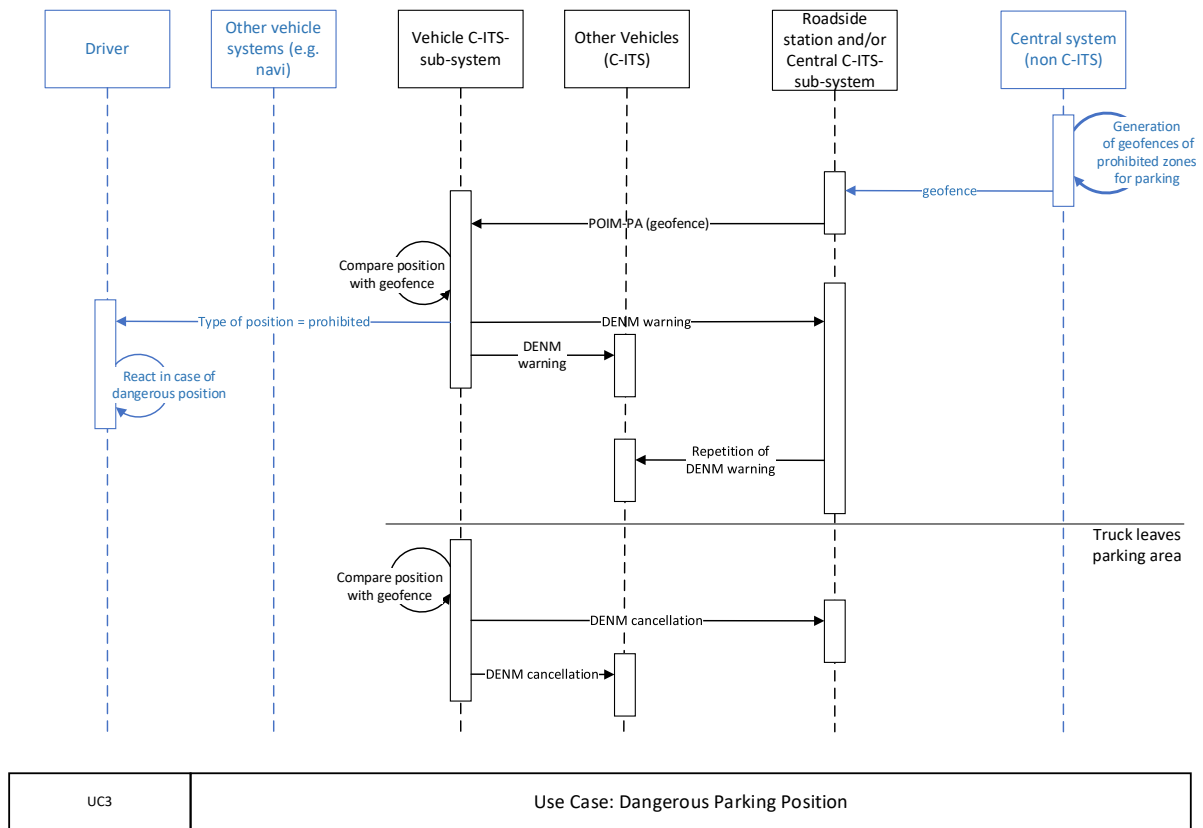 Driver
Other vehicle
systems (e.g.
navi)
Vehicle C-ITS-
sub-system
Other Vehicles
(C-ITS)
Roadside
station and/or
Central C-ITS-
sub-system
Central system
(non C-ITS)
Generation
of geofences of
prohibited zones
for parking
geofence
POIM-PA (geofence)
Compare position
with geofence
Type of position = prohibited
DENM warning
DENM
warning
React in case of
dangerous position
Repetition of
DENM warning
Truck leaves
parking area
Compare position
with geofence
DENM cancellation
DENM cancellation
UC3
Use Case: Dangerous Parking Position